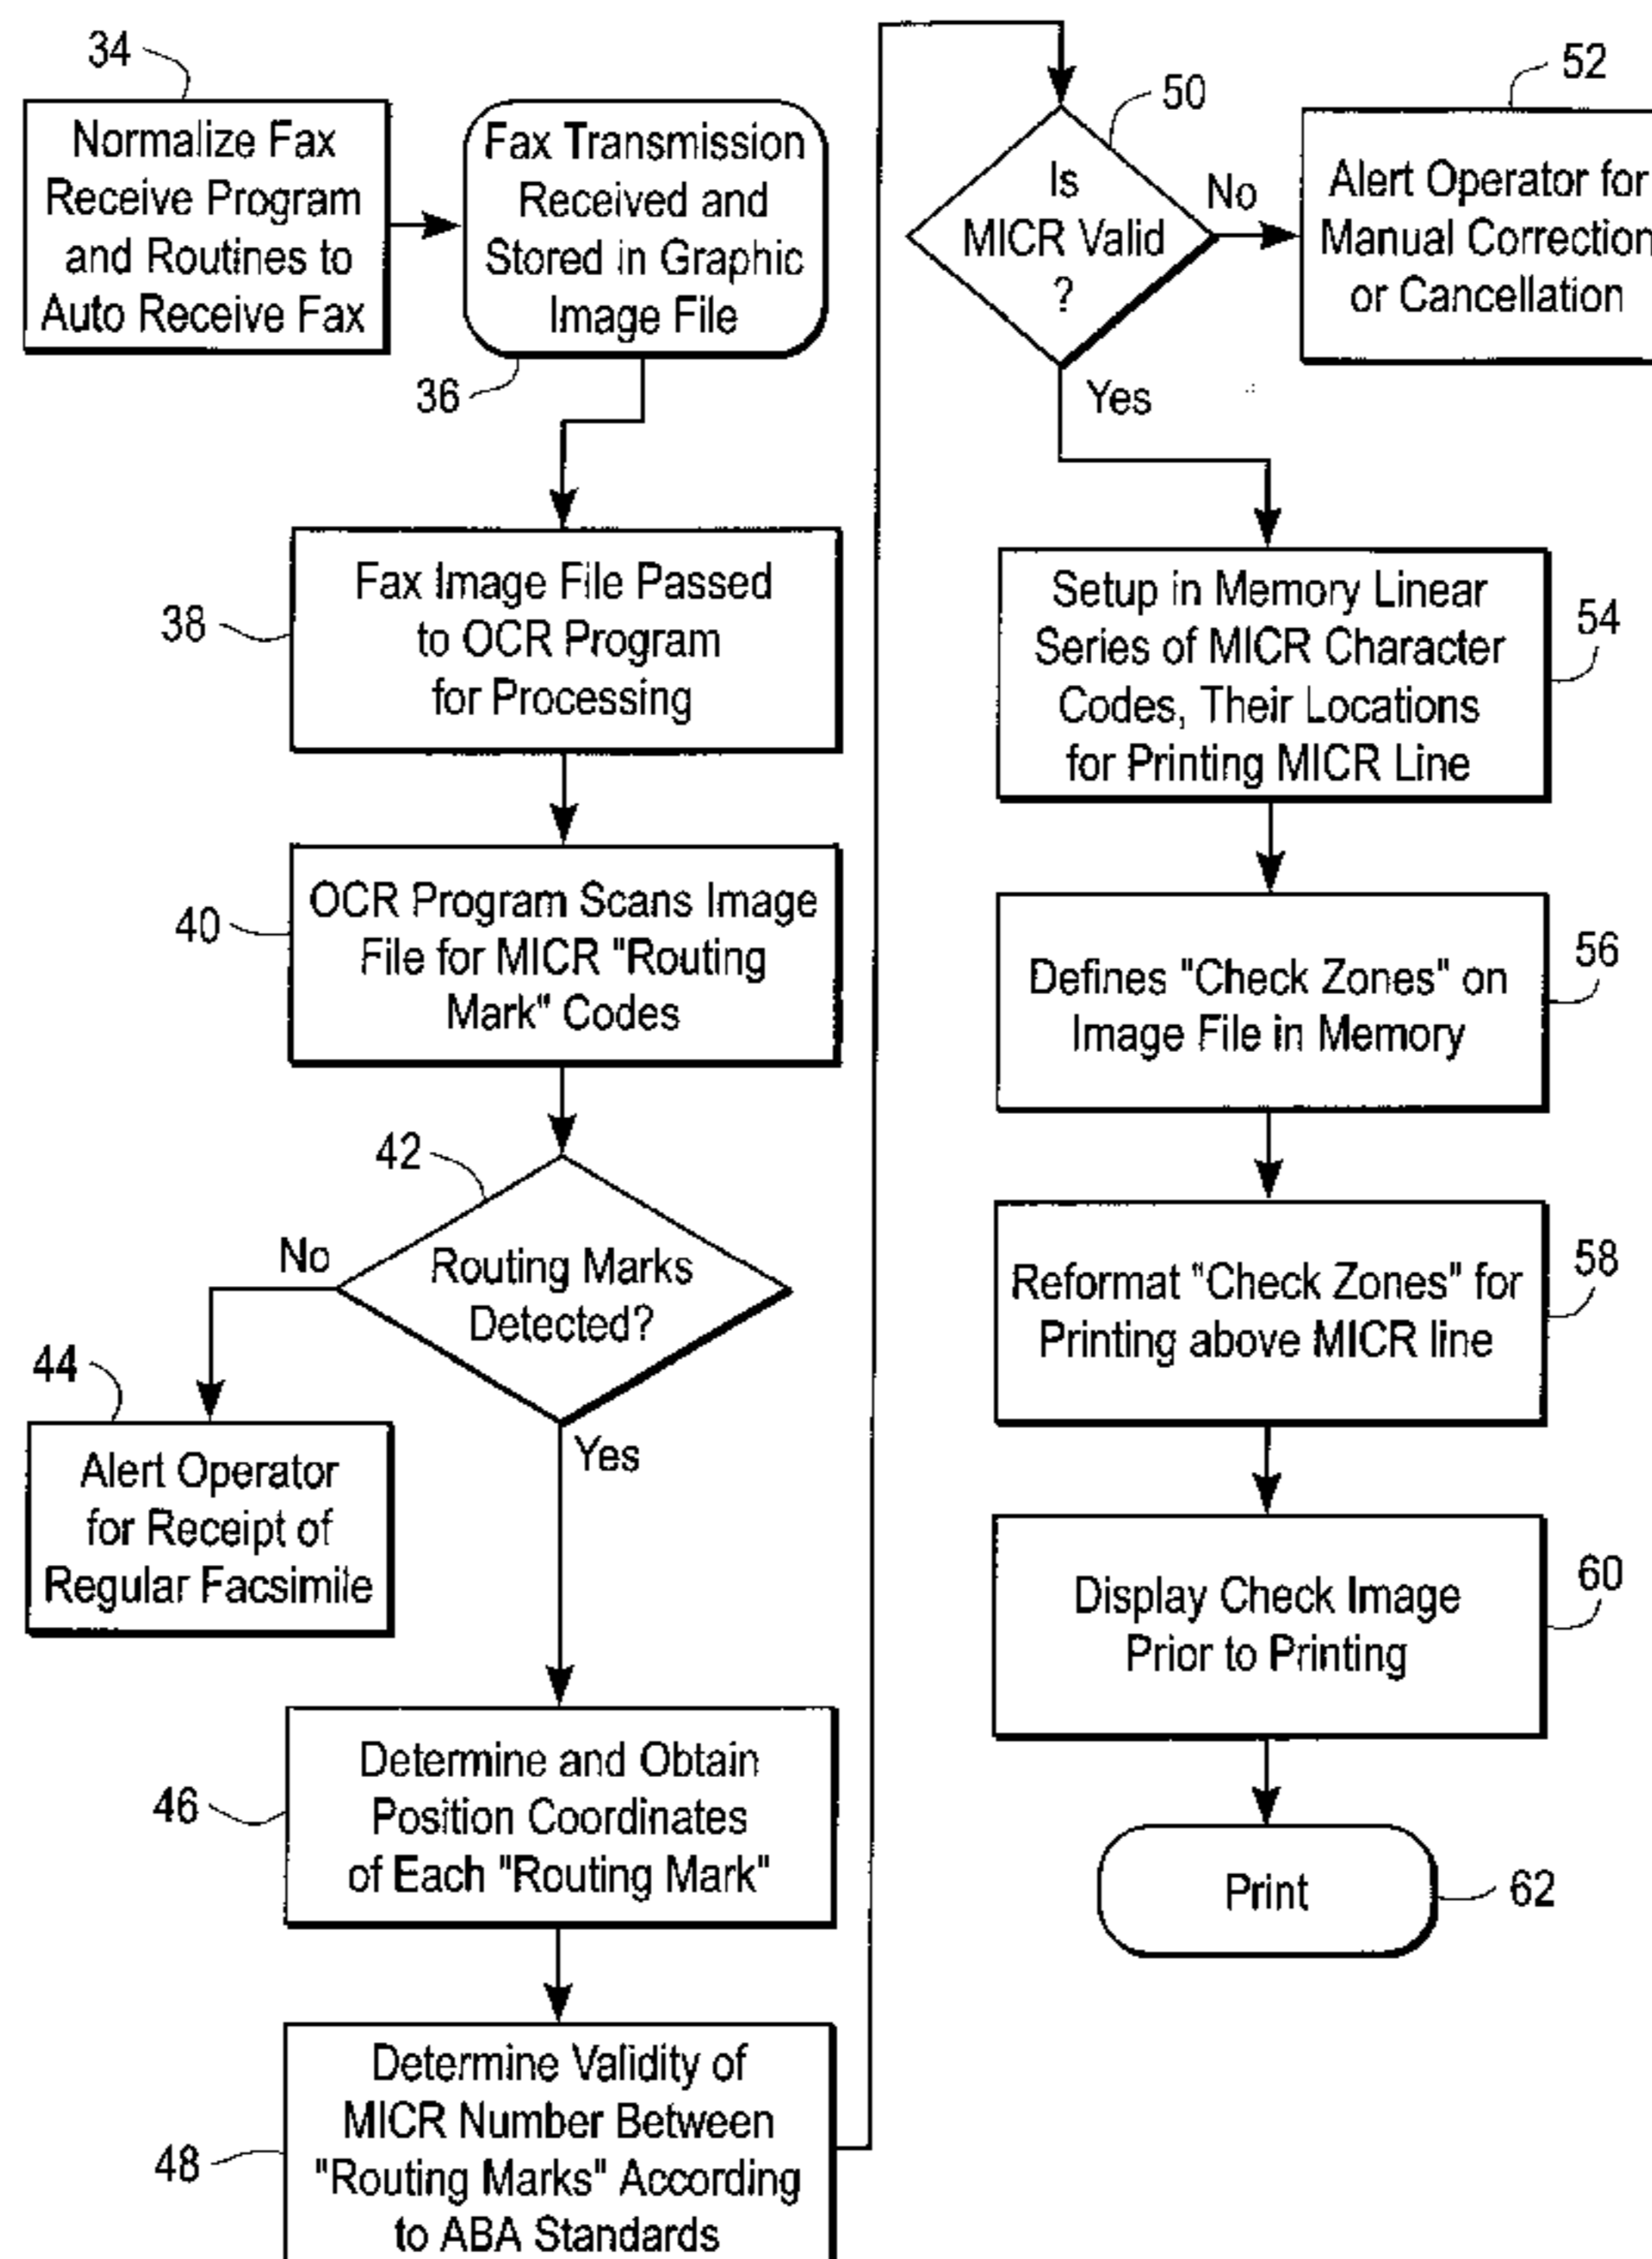 34
Normalize Fax
Receive Program
and Routines to
Auto Receive Fax
Fax Transmission
Received and
Stored in Graphic
Image File
36
38
Fax Image File Passed
to OCR Program
for Processing
40
OCR Program Scans Image
File for MICR "Routing
Mark" Codes
42
Routing Marks
Detected?
No
Yes
44
Alert Operator
for Receipt of
Regular Facsimile
46
Determine and Obtain
Position Coordinates
of Each "Routing Mark"
48
Determine Validity of
MICR Number Between
"Routing Marks" According
to ABA Standards
50
Is
MICR Valid
?
No
Yes
52
Alert Operator for
Manual Correction
or Cancellation
54
Setup in Memory Linear
Series of MICR Character
Codes, Their Locations
for Printing MICR Line
56
Defines "Check Zones" on
Image File in Memory
58
Reformat "Check Zones" for
Printing above MICR line
60
Display Check Image
Prior to Printing
Print
62